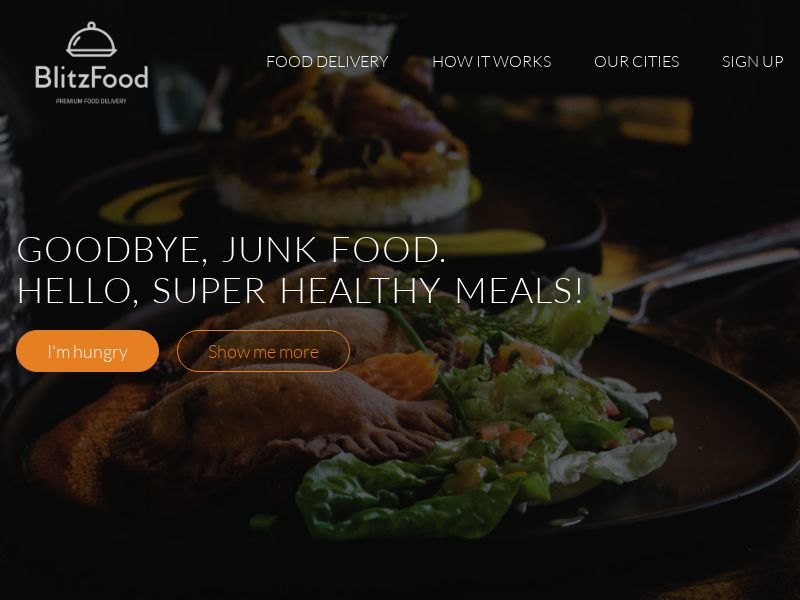 BlitzFood
PREMIUM FOOD DELIVERY
FOOD DELIVERY
HOW IT WORKS
OUR CITIES
SIGN UP
GOODBYE, JUNK FOOD.
HELLO, SUPER HEALTHY MEALS!
I'm hungry
Show me more